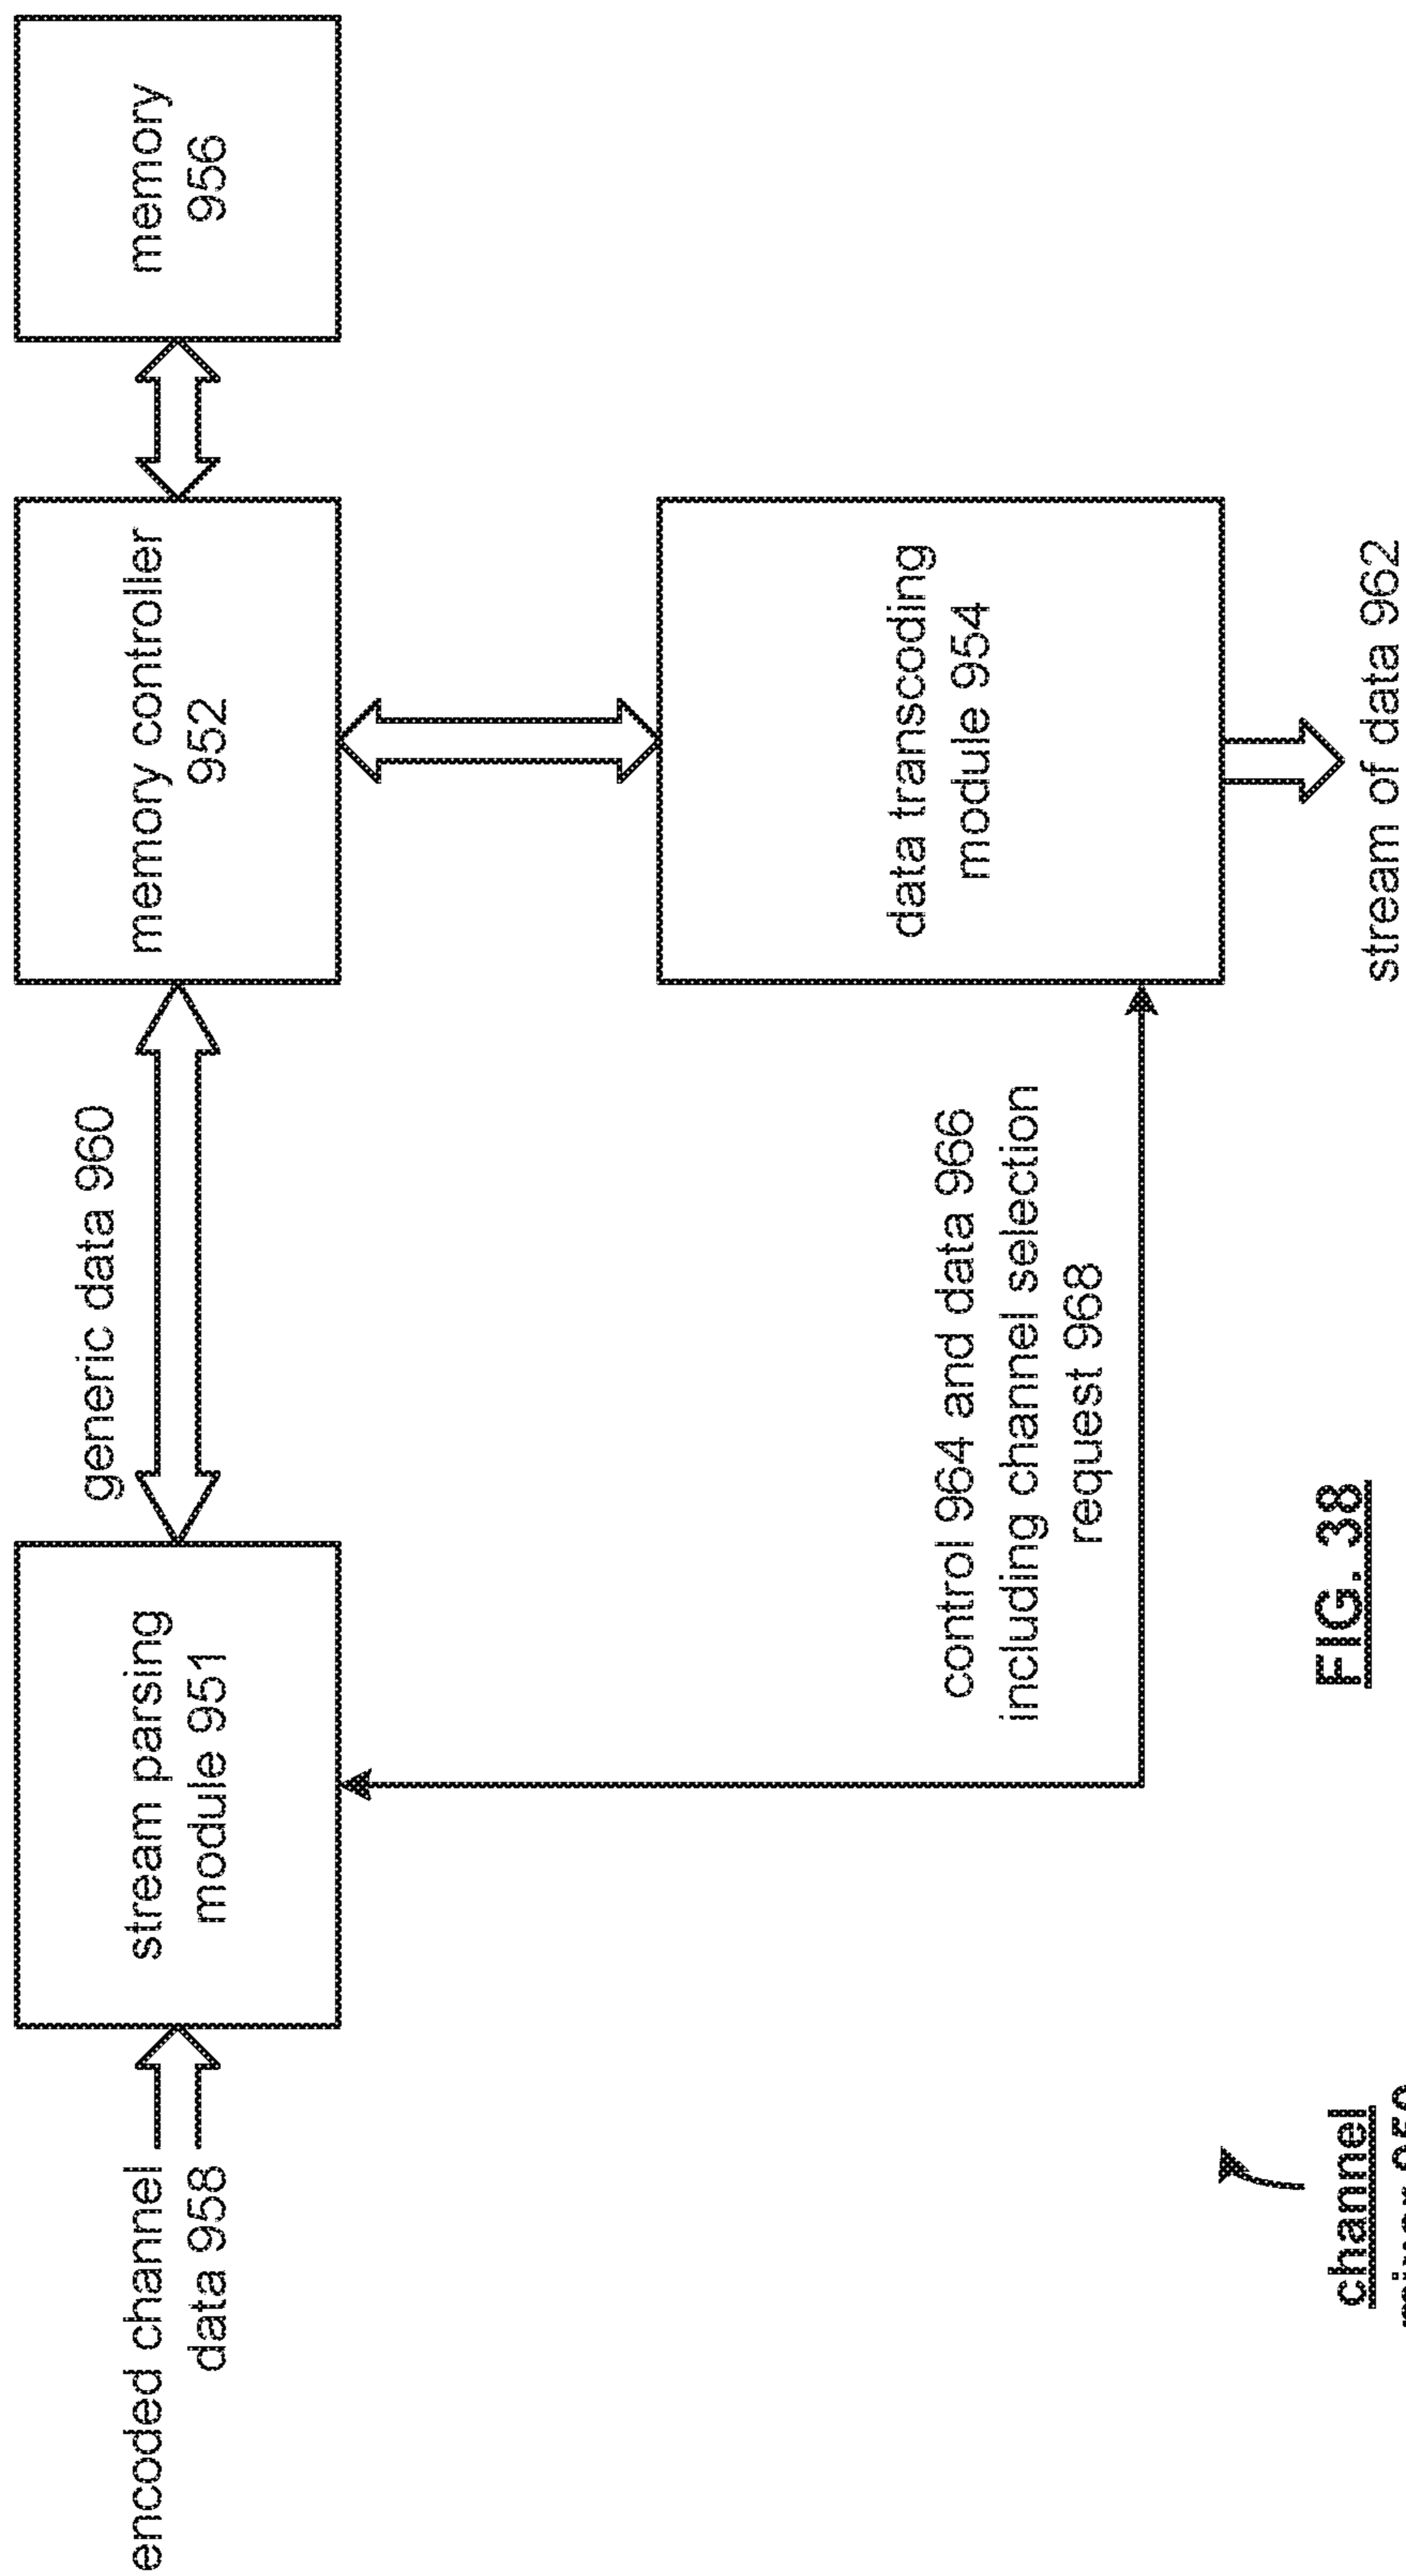 encoded channel
data 958
stream parsing
module 951
generic data 960
memory controller
952
memory
956
control 964 and data 966
including channel selection
request 968
data transcoding
module 954
stream of data 962
channel
FIG. 38